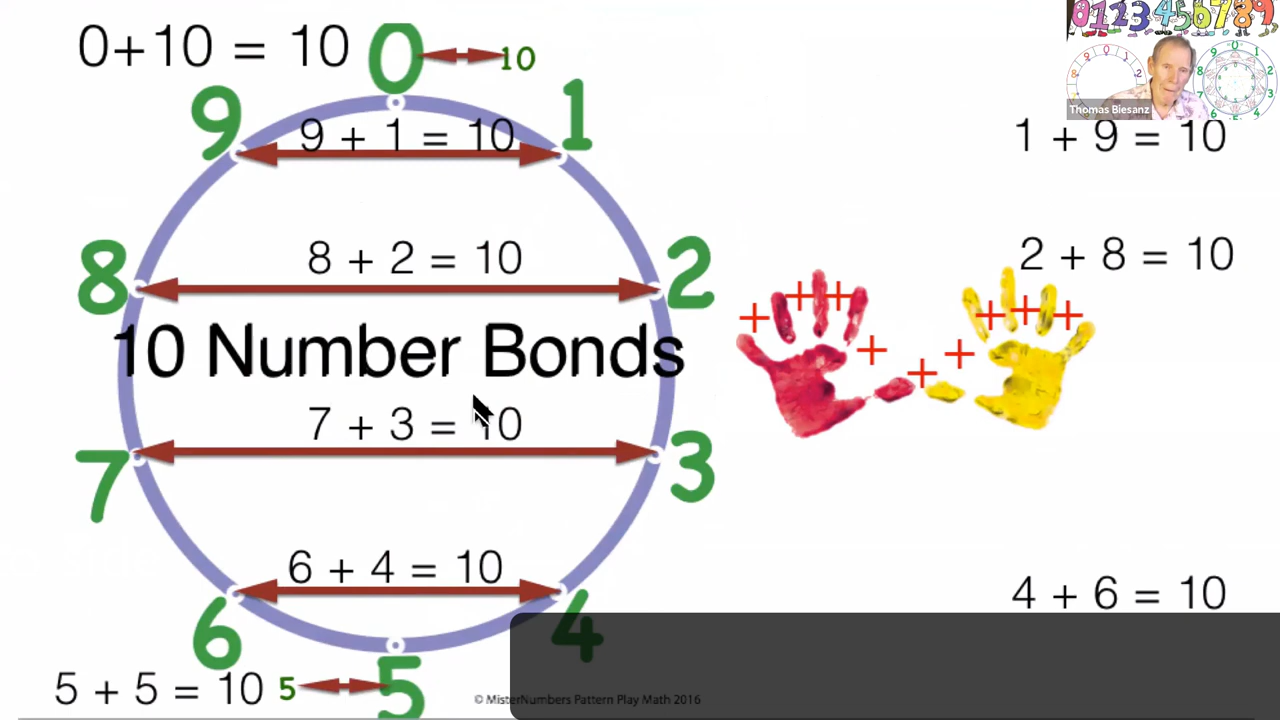 0+10 = 10
0
10
0123456789
Thomas Biesanz
9
1
9 + 1 = 10
1 + 9 = 10
8
2
8 + 2 = 10
2 + 8 = 10
+ + + + + + + + +
10 Number Bonds
7
3
7 + 3 = 10
6 + 4 = 10
4 + 6 = 10
6
4
5 + 5 = 10
5
5
© MisterNumbers Pattern Play Math 2016